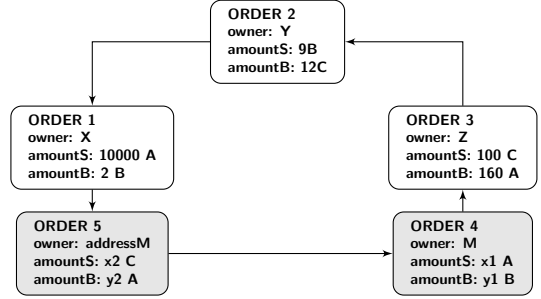 ORDER 2
owner: Y
amountS: 9B
amountB: 12C
ORDER 1
owner: X
amountS: 10000 A
amountB: 2 B
ORDER 3
owner: Z
amountS: 100 C
amountB: 160 A
ORDER 5
owner: addressM
amountS: x2 C
amountB: y2 A
ORDER 4
owner: M
amountS: x1 A
amountB: y1 B